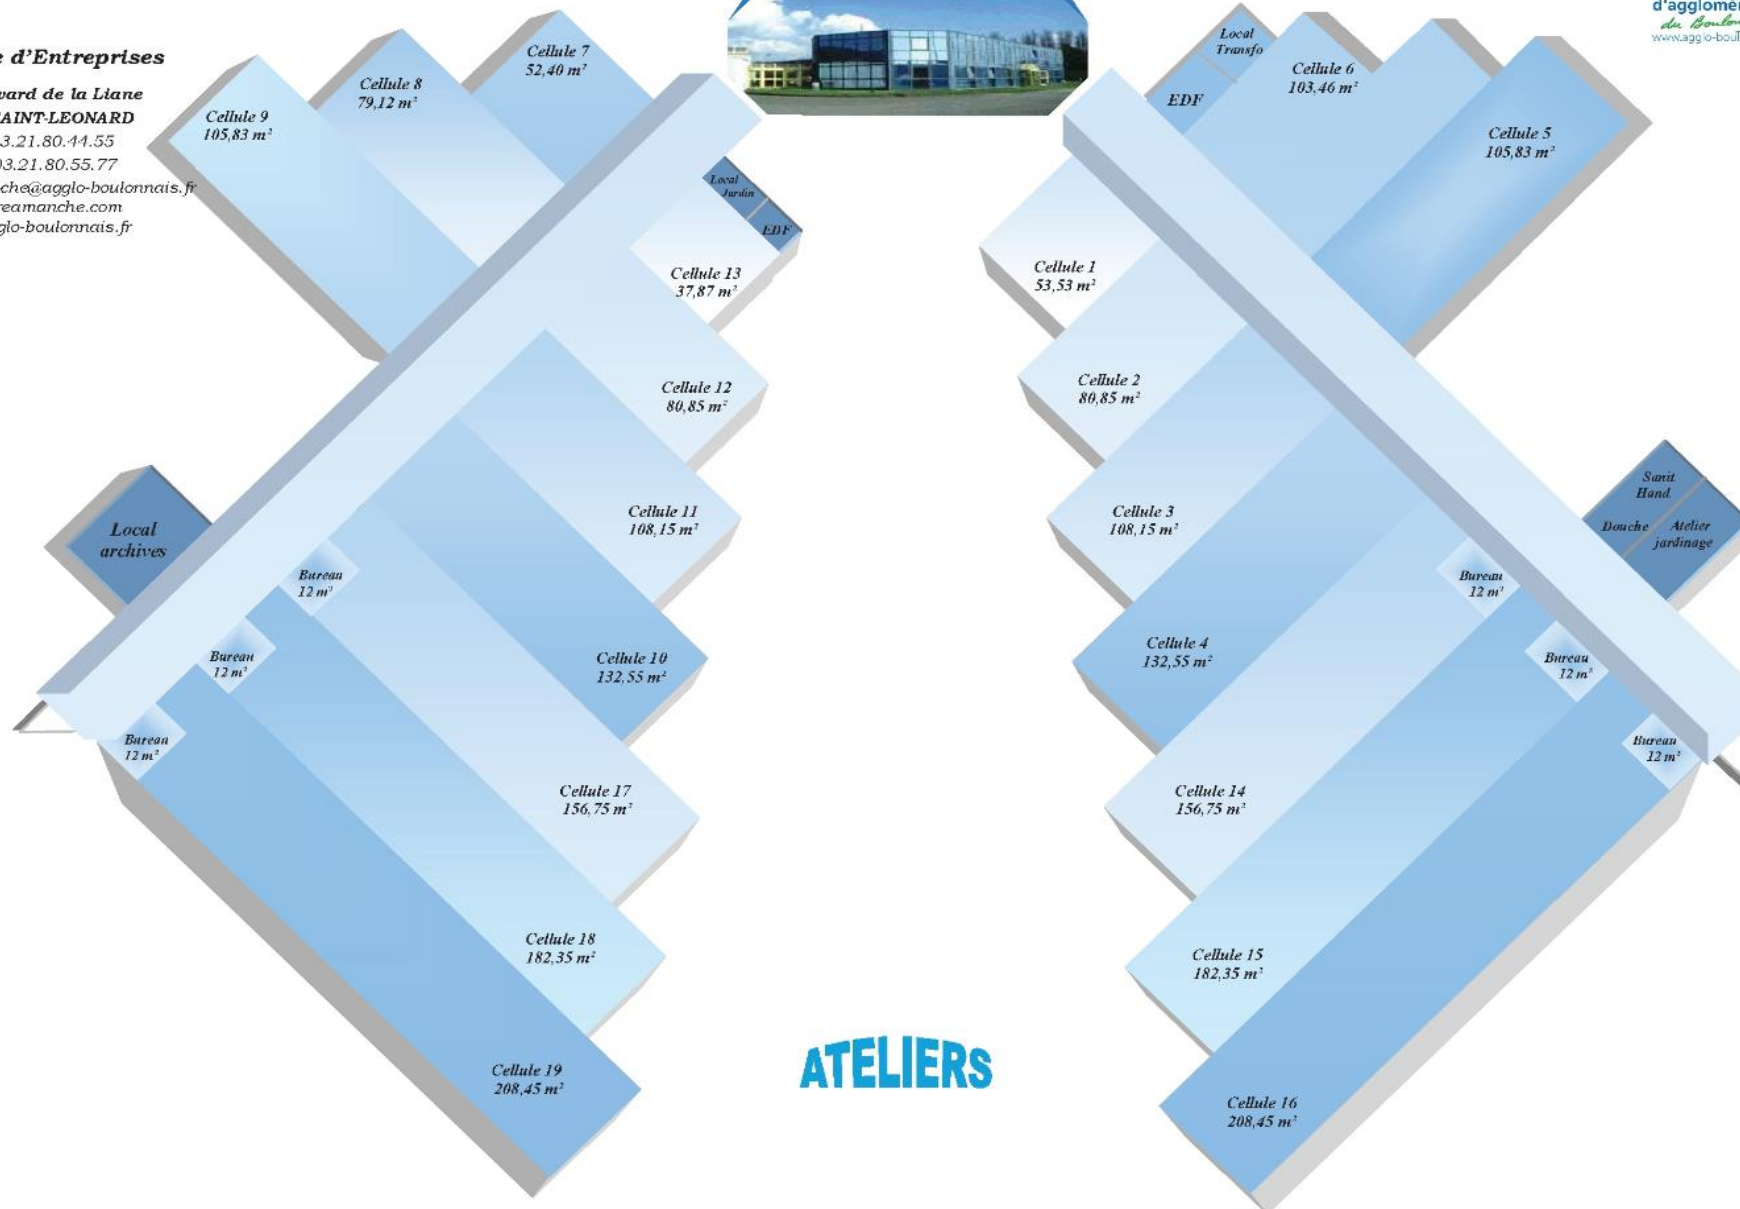 d'Entreprises
de la Liane
SAINT-LEONARD
3.21.80.44.55
03.21.80.55.77
che@agglo-boulonnais.fr
reamanche.com
glo-boulonnais.fr
Cellule 9
105,83 m²
Cellule 8
79,12 m²
Cellule 7
52,40 m²
Local
Jardin
EDF
Cellule 13
37,87 m²
Cellule 12
80,85 m²
Cellule 11
108,15 m²
Cellule 10
132,55 m²
Local
archives
Bureau
12 m²
Bureau
12 m²
Bureau
12 m²
Cellule 17
156,75 m²
Cellule 18
182,35 m²
Cellule 19
208,45 m²
ATELIERS
Local
Transfo
EDF
Cellule 6
103,46 m²
Cellule 5
105,83 m²
Cellule 1
53,53 m²
Cellule 2
80,85 m²
Cellule 3
108,15 m²
Cellule 4
132,55 m²
Sanit
Hand
Douche
Atelier
jardinage
Bureau
12 m²
Bureau
12 m²
Bureau
12 m²
Cellule 14
156,75 m²
Cellule 15
182,35 m²
Cellule 16
208,45 m²
d'agglomér
du Boulon
www.agglo-boul